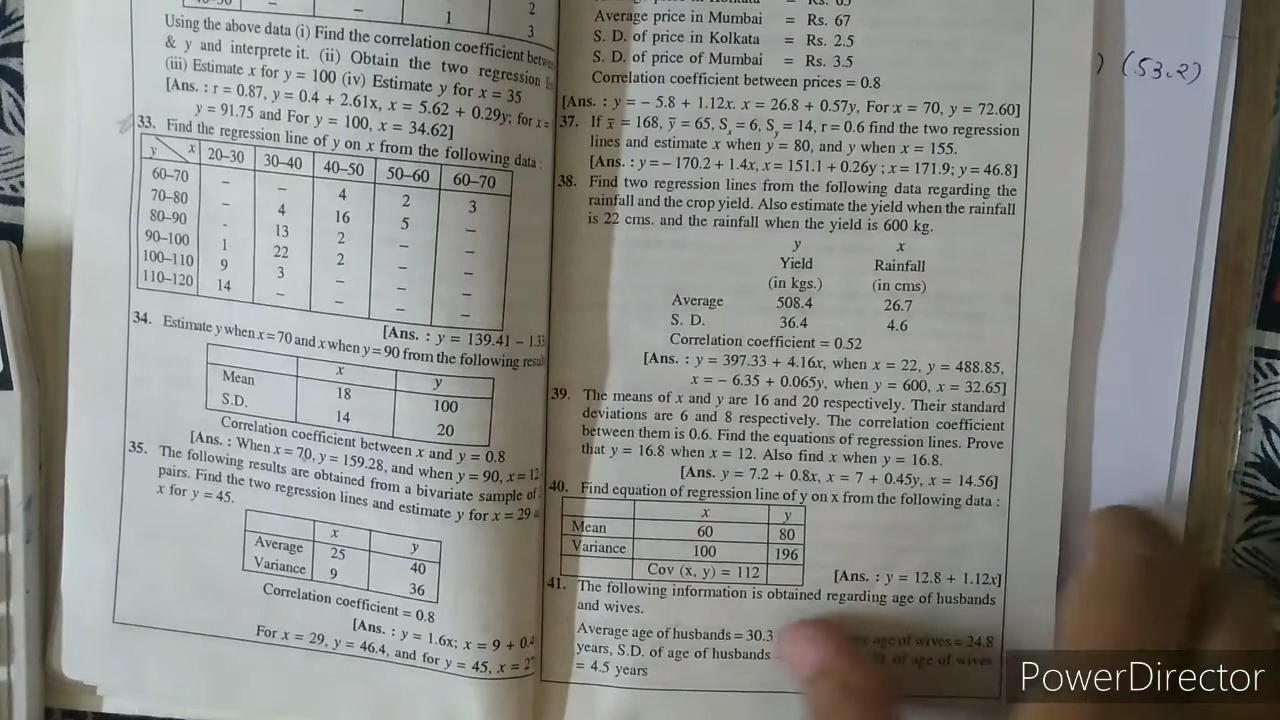 1 2
3
Using the above data (i) Find the correlation coefficient
& y and interpret it. (ii) Obtain the two regression
(iii) Estimate x for y = 100 (iv) Estimate y for x = 35
[Ans. : r = 0.87, y = 0.4 + 2.61x, x = 5.62 + 0.29y; for x =
y = 91.75 and For y = 100, x = 34.62]
33. Find the regression line of y on x from the following data :
y x 20–30 30–40 40–50 50–60 60–70
60–70 – – 4 2 3
70–80 – 4 16 5 –
80–90 - 13 2 – –
90–100 1 22 2 – –
100–110 9 3 – – –
110–120 14 – – – –
[Ans. : y = 139.41 – 1.33
34. Estimate y when x = 70 and x when y = 90 from the following
x y
Mean 18 100
S.D. 14 20
Correlation coefficient between x and y = 0.8
[Ans. : When x = 70, y = 159.28, and when y = 90, x = 12
35. The following results are obtained from a bivariate sample of
pairs. Find the two regression lines and estimate y for x = 29
x for y = 45.
x y
Average 25 40
Variance 9 36
Correlation coefficient = 0.8
[Ans. : y = 1.6x; x = 9 + 0.4
For x = 29, y = 46.4, and for y = 45, x = 2
Average price in Mumbai = Rs. 67
S. D. of price in Kolkata = Rs. 2.5
S. D. of price of Mumbai = Rs. 3.5
Correlation coefficient between prices = 0.8
[Ans. : y = – 5.8 + 1.12x. x = 26.8 + 0.57y, For x = 70, y = 72.60]
37. If x̅ = 168, y̅ = 65, Sₓ = 6, Sᵧ = 14, r = 0.6 find the two regression
lines and estimate x when y = 80, and y when x = 155.
[Ans. : y = – 170.2 + 1.4x, x = 151.1 + 0.26y ; x = 171.9; y = 46.8]
38. Find two regression lines from the following data regarding the
rainfall and the crop yield. Also estimate the yield when the rainfall
is 22 cms. and the rainfall when the yield is 600 kg.
y x
Yield Rainfall
(in kgs.) (in cms)
Average 508.4 26.7
S. D. 36.4 4.6
Correlation coefficient = 0.52
[Ans. : y = 397.33 + 4.16x, when x = 22, y = 488.85,
x = – 6.35 + 0.065y, when y = 600, x = 32.65]
39. The means of x and y are 16 and 20 respectively. Their standard
deviations are 6 and 8 respectively. The correlation coefficient
between them is 0.6. Find the equations of regression lines. Prove
that y = 16.8 when x = 12. Also find x when y = 16.8.
[Ans. y = 7.2 + 0.8x, x = 7 + 0.45y, x = 14.56]
40. Find equation of regression line of y on x from the following data :
x y
Mean 60 80
Variance 100 196
Cov (x, y) = 112
[Ans. : y = 12.8 + 1.12x]
41. The following information is obtained regarding age of husbands
and wives.
Average age of husbands = 30.3 age of wives = 24.8
years, S.D. of age of husbands of age of wives
= 4.5 years
) (53.2)
PowerDirector